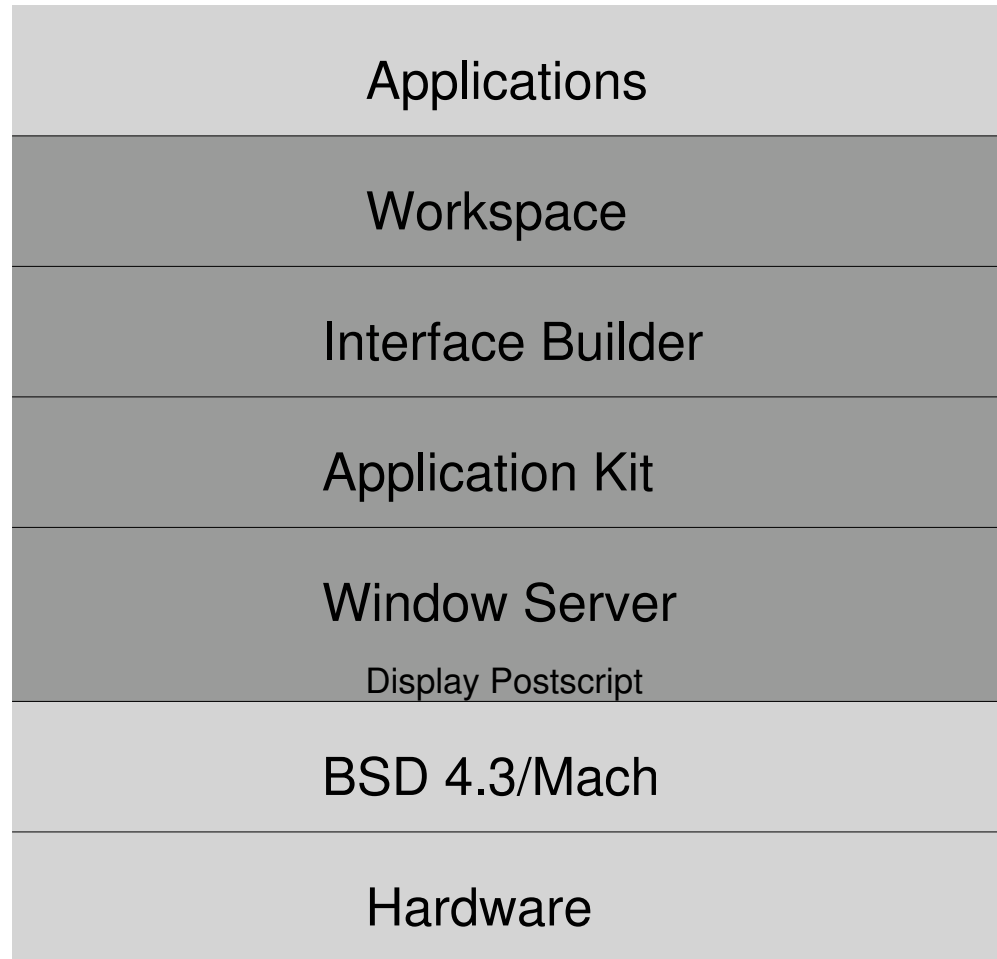 Applications
Workspace
Interface Builder
Application Kit
Window Server
Display Postscript
BSD 4.3/Mach
Hardware